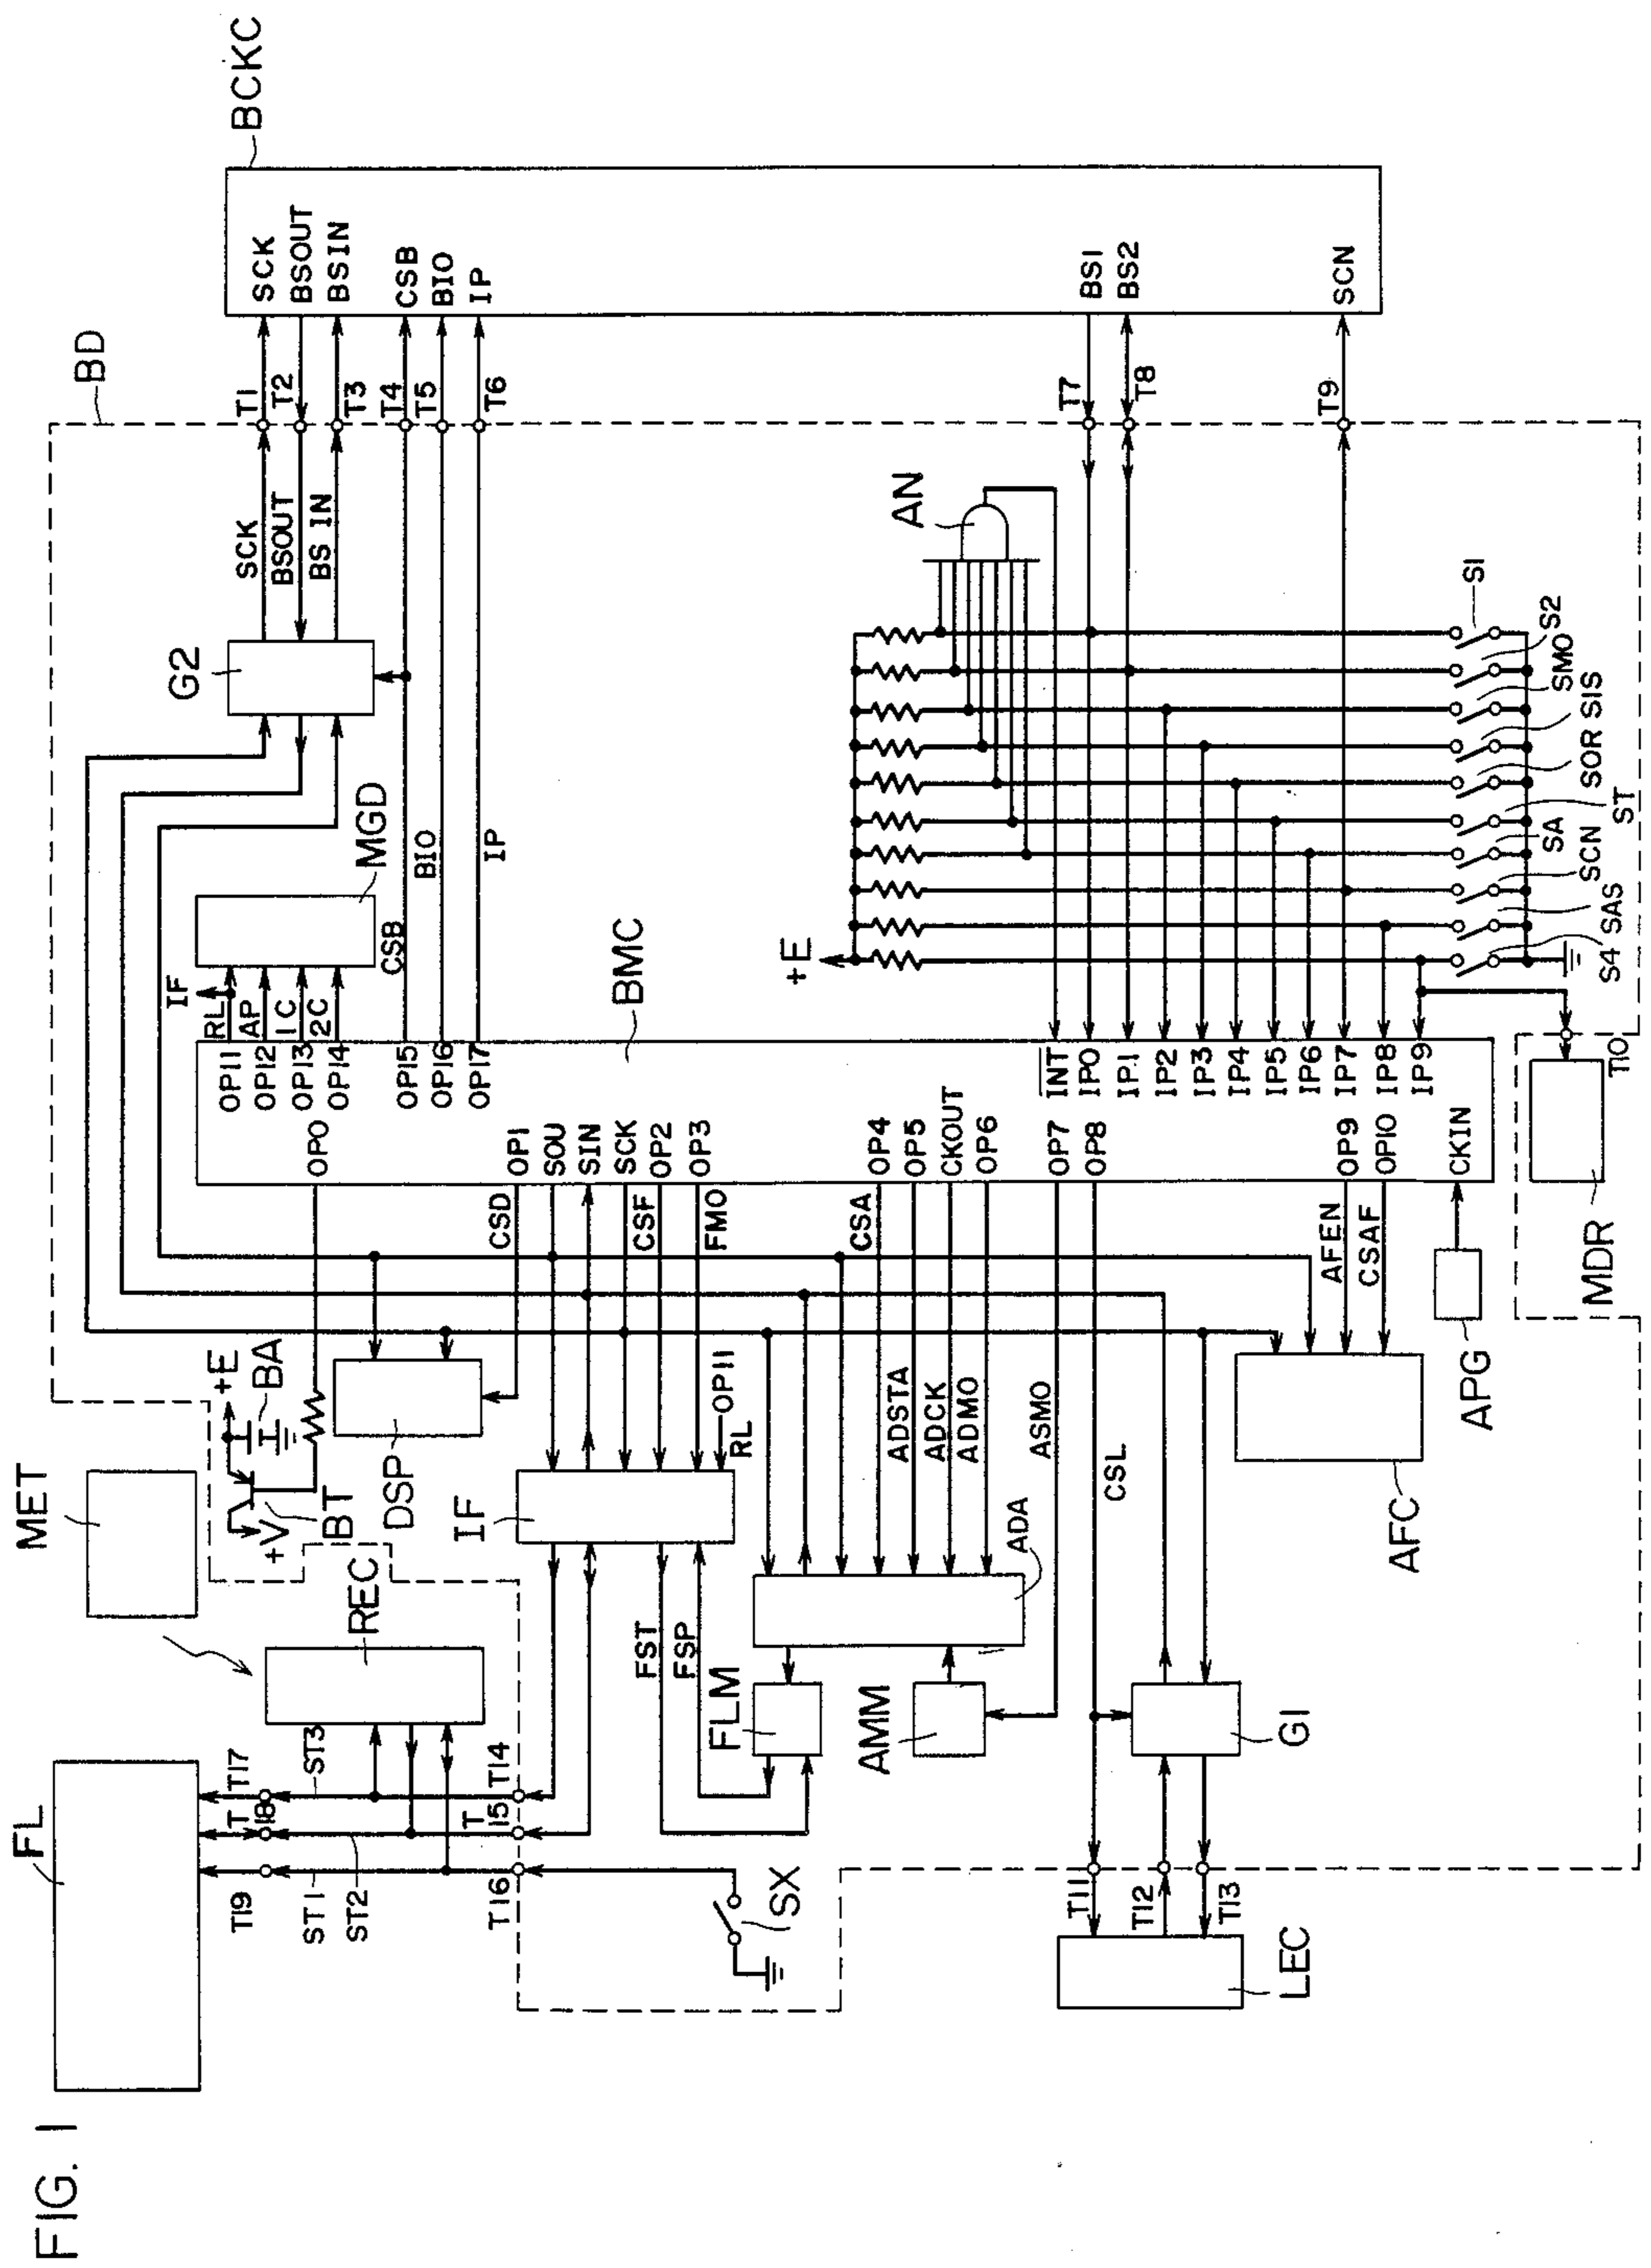 FIG. 1
FL
T19
T18
T17
ST1
ST2
ST3
T16
T15
T14
MET
REC
+V
BT
+E
BA
DSP
IF
RL
OP11
FST
FSP
FLM
AMM
ADA
SX
LEC
T11
T12
T13
G1
AFC
APG
MDR
T10
CSD
CSF
FMO
CSA
ADSTA
ADCK
ADMO
ASMO
CSL
AFEN
CSAF
OP0
OP1
SOU
SIN
SCK
OP2
OP3
OP4
OP5
CKOUT
OP6
OP7
OP8
OP9
OP10
CKIN
BMC
OP11
OP12
OP13
OP14
OP15
OP16
OP17
INT
IP0
IP1
IP2
IP3
IP4
IP5
IP6
IP7
IP8
IP9
IF
RL
AP
1C
2C
MGD
CSB
BIO
IP
G2
SCK
BSOUT
BS IN
+E
AN
S1
S2
SMO
SIS
SOR
ST
SA
SCN
SAS
S4
BD
T1
T2
T3
T4
T5
T6
T7
T8
T9
BCKC
SCK
BSOUT
BSIN
CSB
BIO
IP
BS1
BS2
SCN